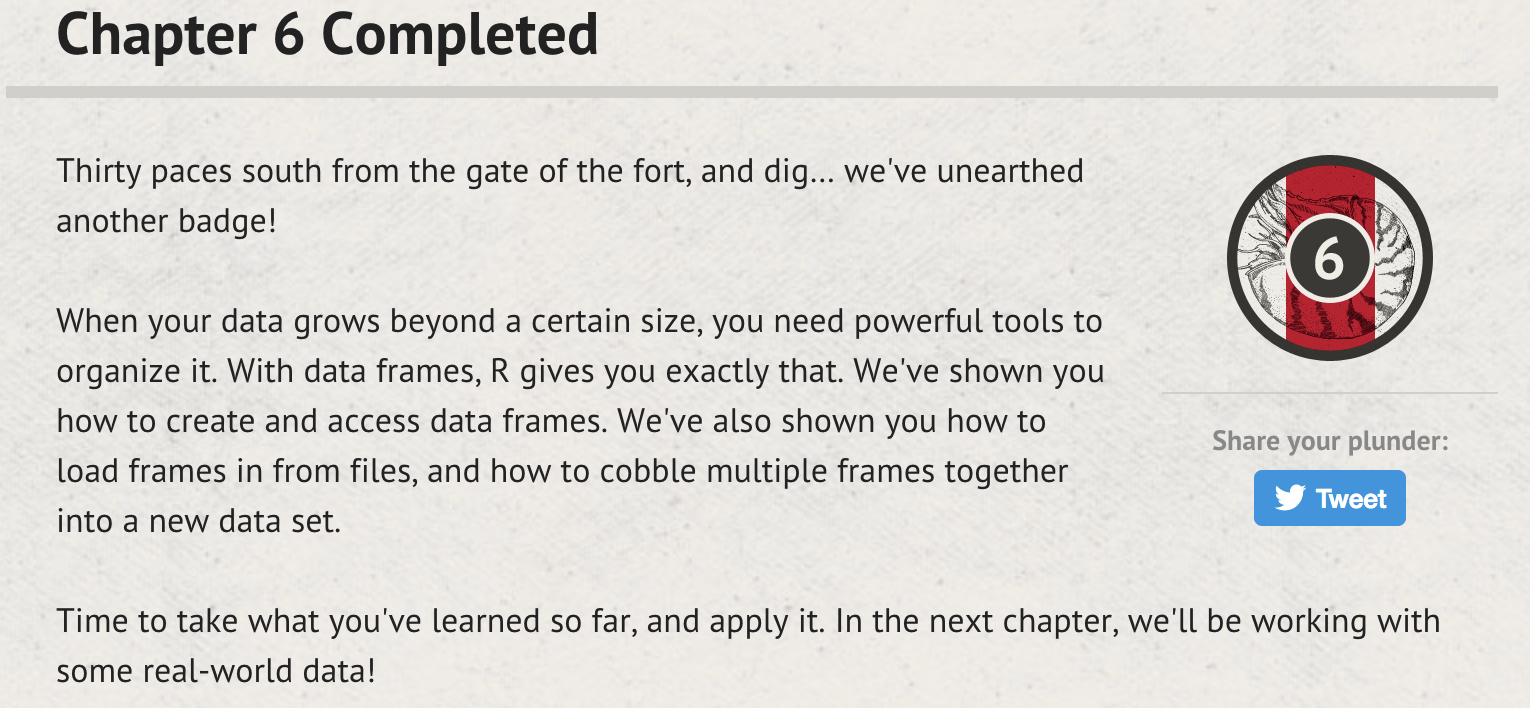 Chapter 6 Completed
Thirty paces south from the gate of the fort, and dig... we've unearthed
another badge!
6
When your data grows beyond a certain size, you need powerful tools to
organize it. With data frames, R gives you exactly that. We've shown you
how to create and access data frames. We've also shown you how to
load frames in from files, and how to cobble multiple frames together
into a new data set.
Share your plunder:
Tweet
Time to take what you've learned so far, and apply it. In the next chapter, we'll be working with
some real-world data!